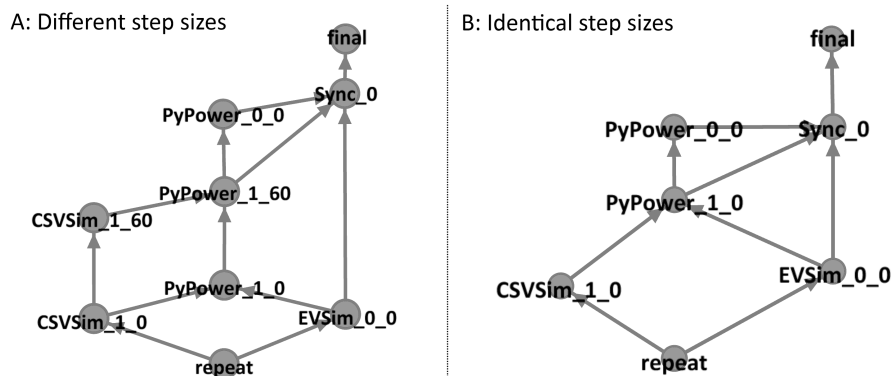 A: Different step sizes
final
Sync_0
PyPower_0_0
PyPower_1_60
CSVSim_1_60
PyPower_1_0
CSVSim_1_0
EVSim_0_0
repeat
B: Identical step sizes
final
PyPower_0_0
Sync_0
PyPower_1_0
EVSim_0_0
CSVSim_1_0
repeat